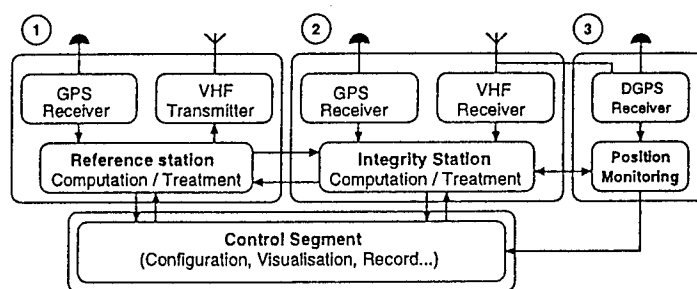 1
2
3
GPS
Receiver
VHF
Transmitter
GPS
Receiver
VHF
Receiver
DGPS
Receiver
Reference station
Computation / Treatment
Integrity Station
Computation / Treatment
Position
Monitoring
Control Segment
(Configuration, Visualisation, Record...)